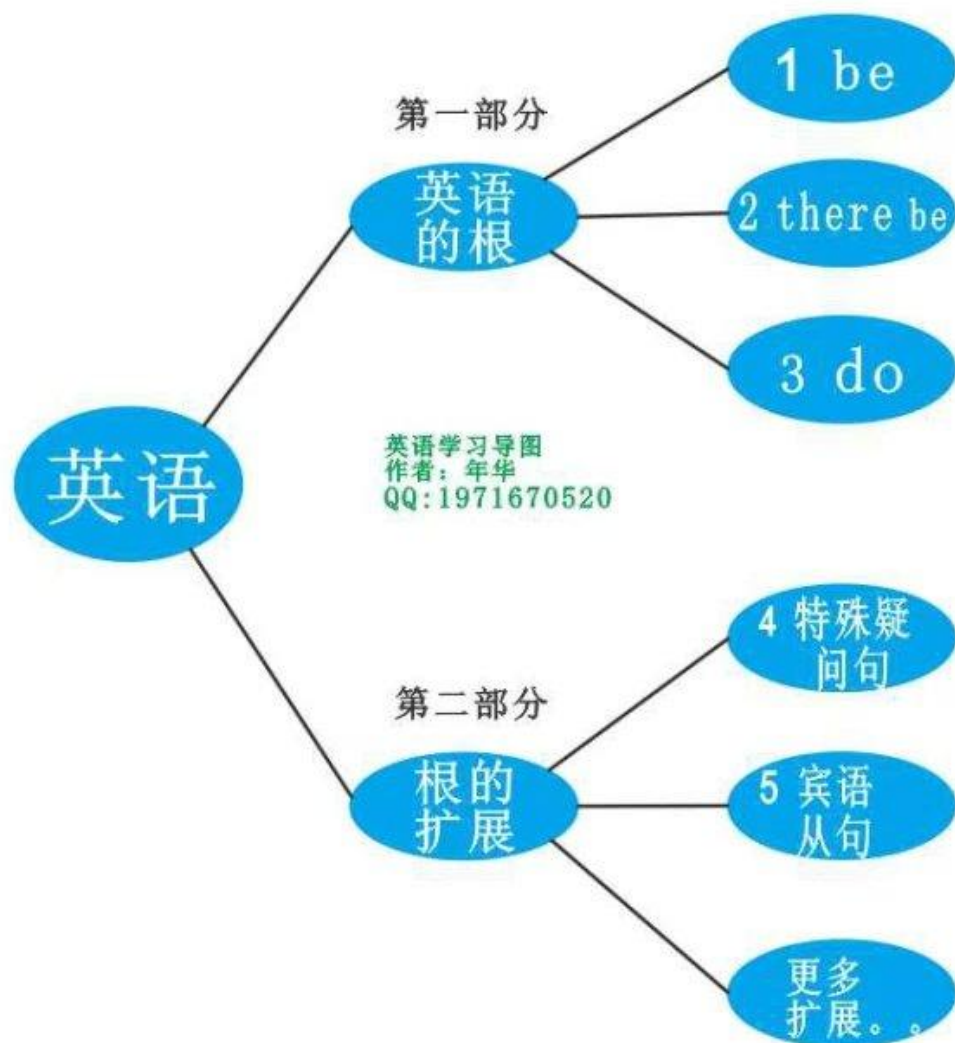 1 be
第一部分
英语
的根
2 there be
3 do
英语
英语学习导图
作者：年华
QQ:1971670520
4 特殊疑
问句
第二部分
根的
扩展
5 宾语
从句
更多
扩展。。